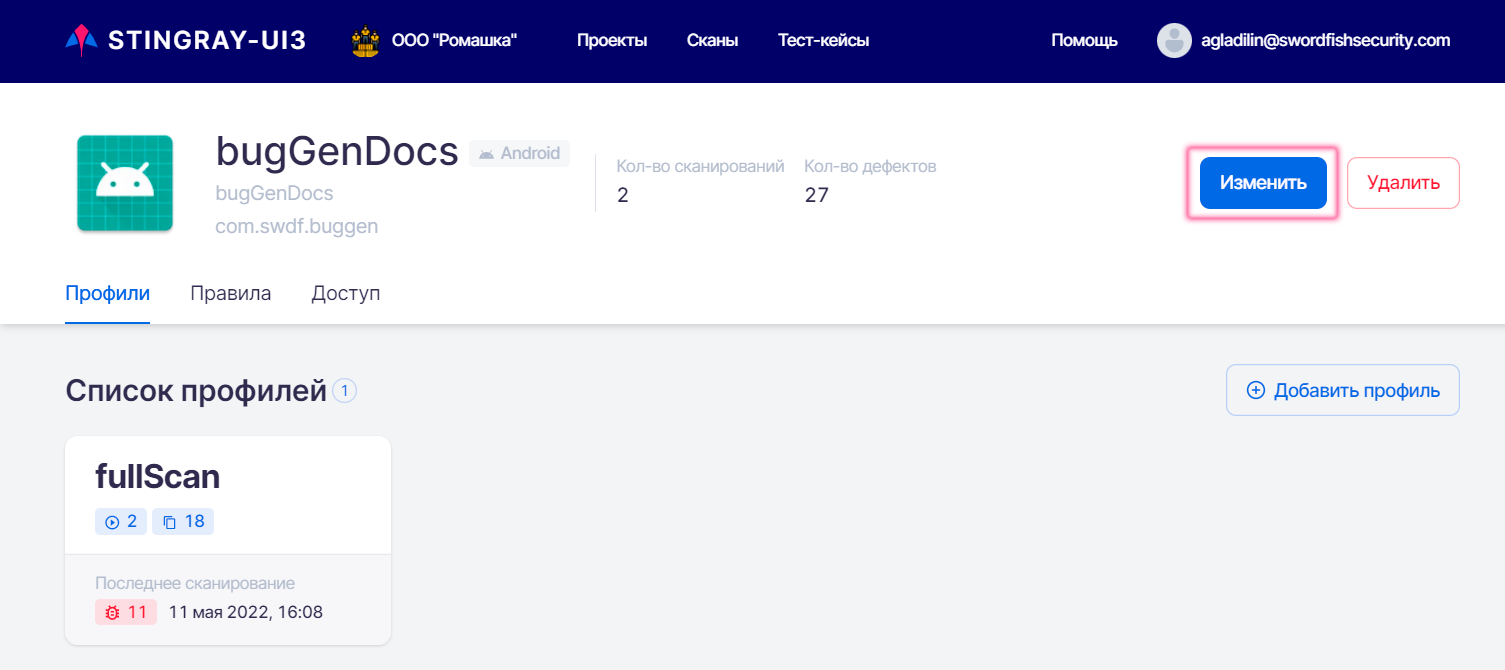 STINGRAY-UI3 ООО "Ромашка" Проекты Сканы Тест-кейсы Помощь agladilin@swordfishsecurity.com
bugGenDocs Android
bugGenDocs
com.swdf.buggen
Кол-во сканирований Кол-во дефектов
2 27
Изменить Удалить
Профили Правила Доступ
Список профилей 1 Добавить профиль
fullScan
2 18
Последнее сканирование
11 11 мая 2022, 16:08